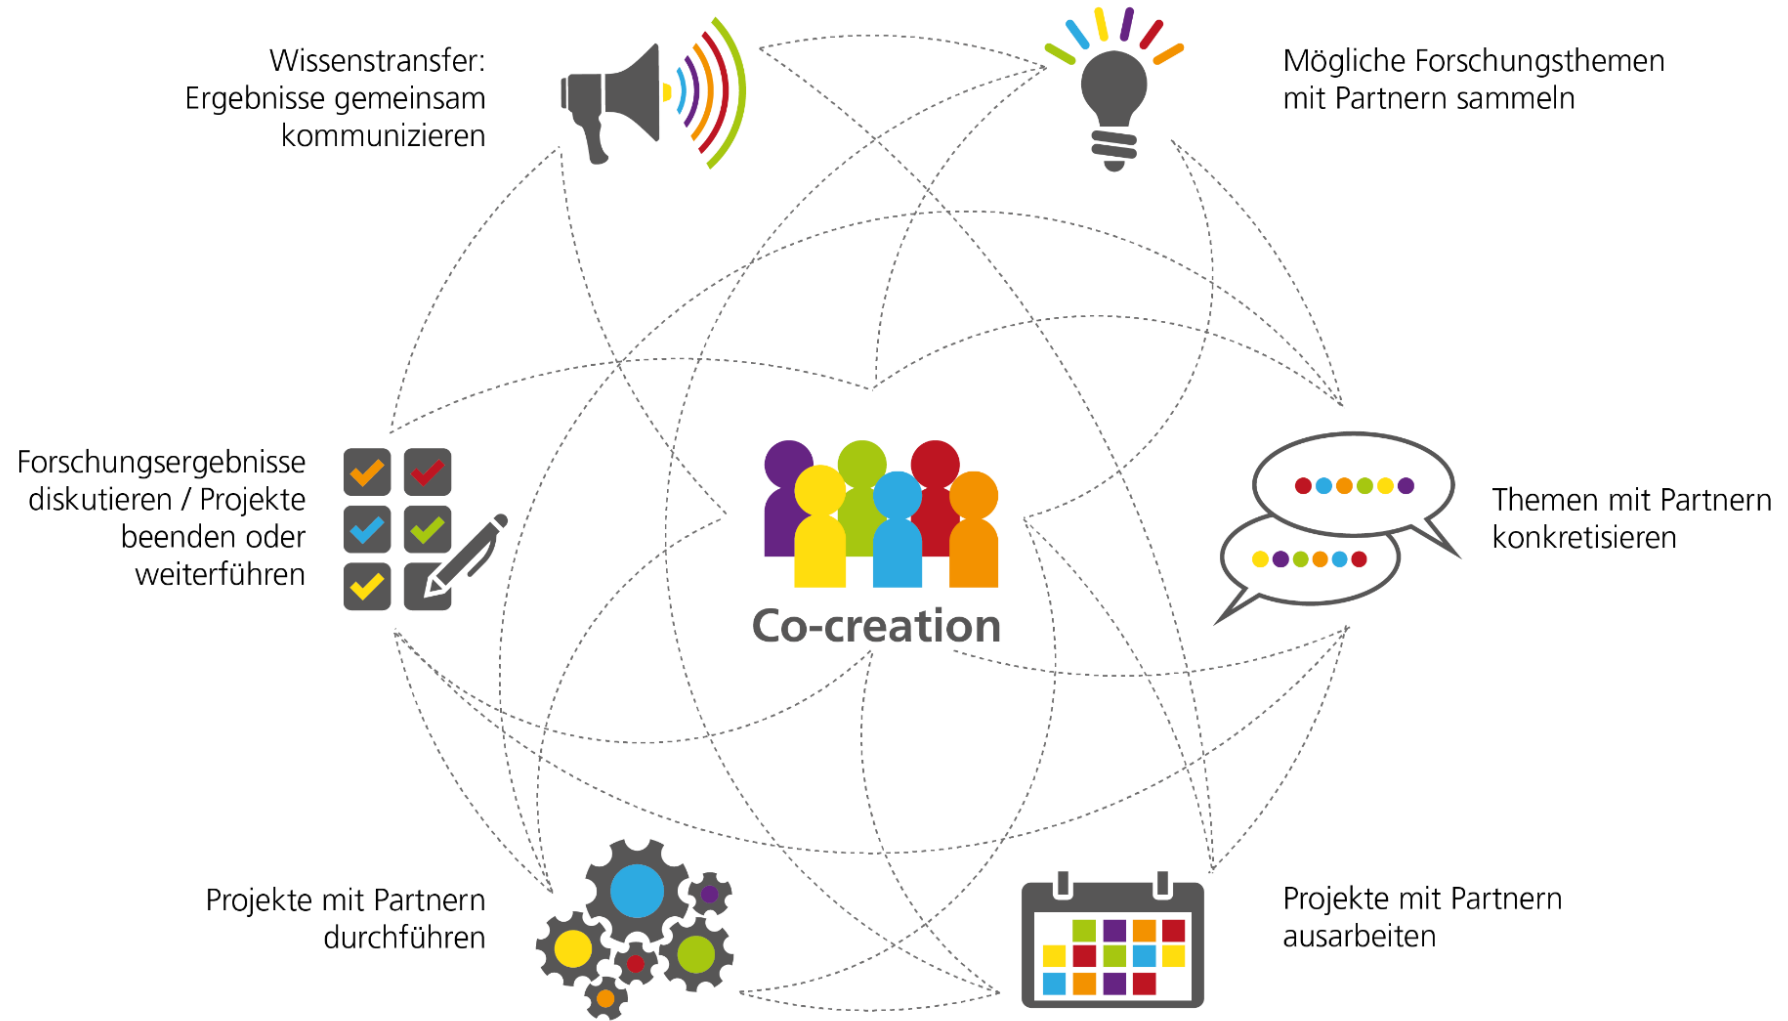 Wissenstransfer:
Ergebnisse gemeinsam
kommunizieren
Mögliche Forschungsthemen
mit Partnern sammeln
Forschungsergebnisse
diskutieren / Projekte
beenden oder
weiterführen
Co-creation
Themen mit Partnern
konkretisieren
Projekte mit Partnern
durchführen
Projekte mit Partnern
ausarbeiten